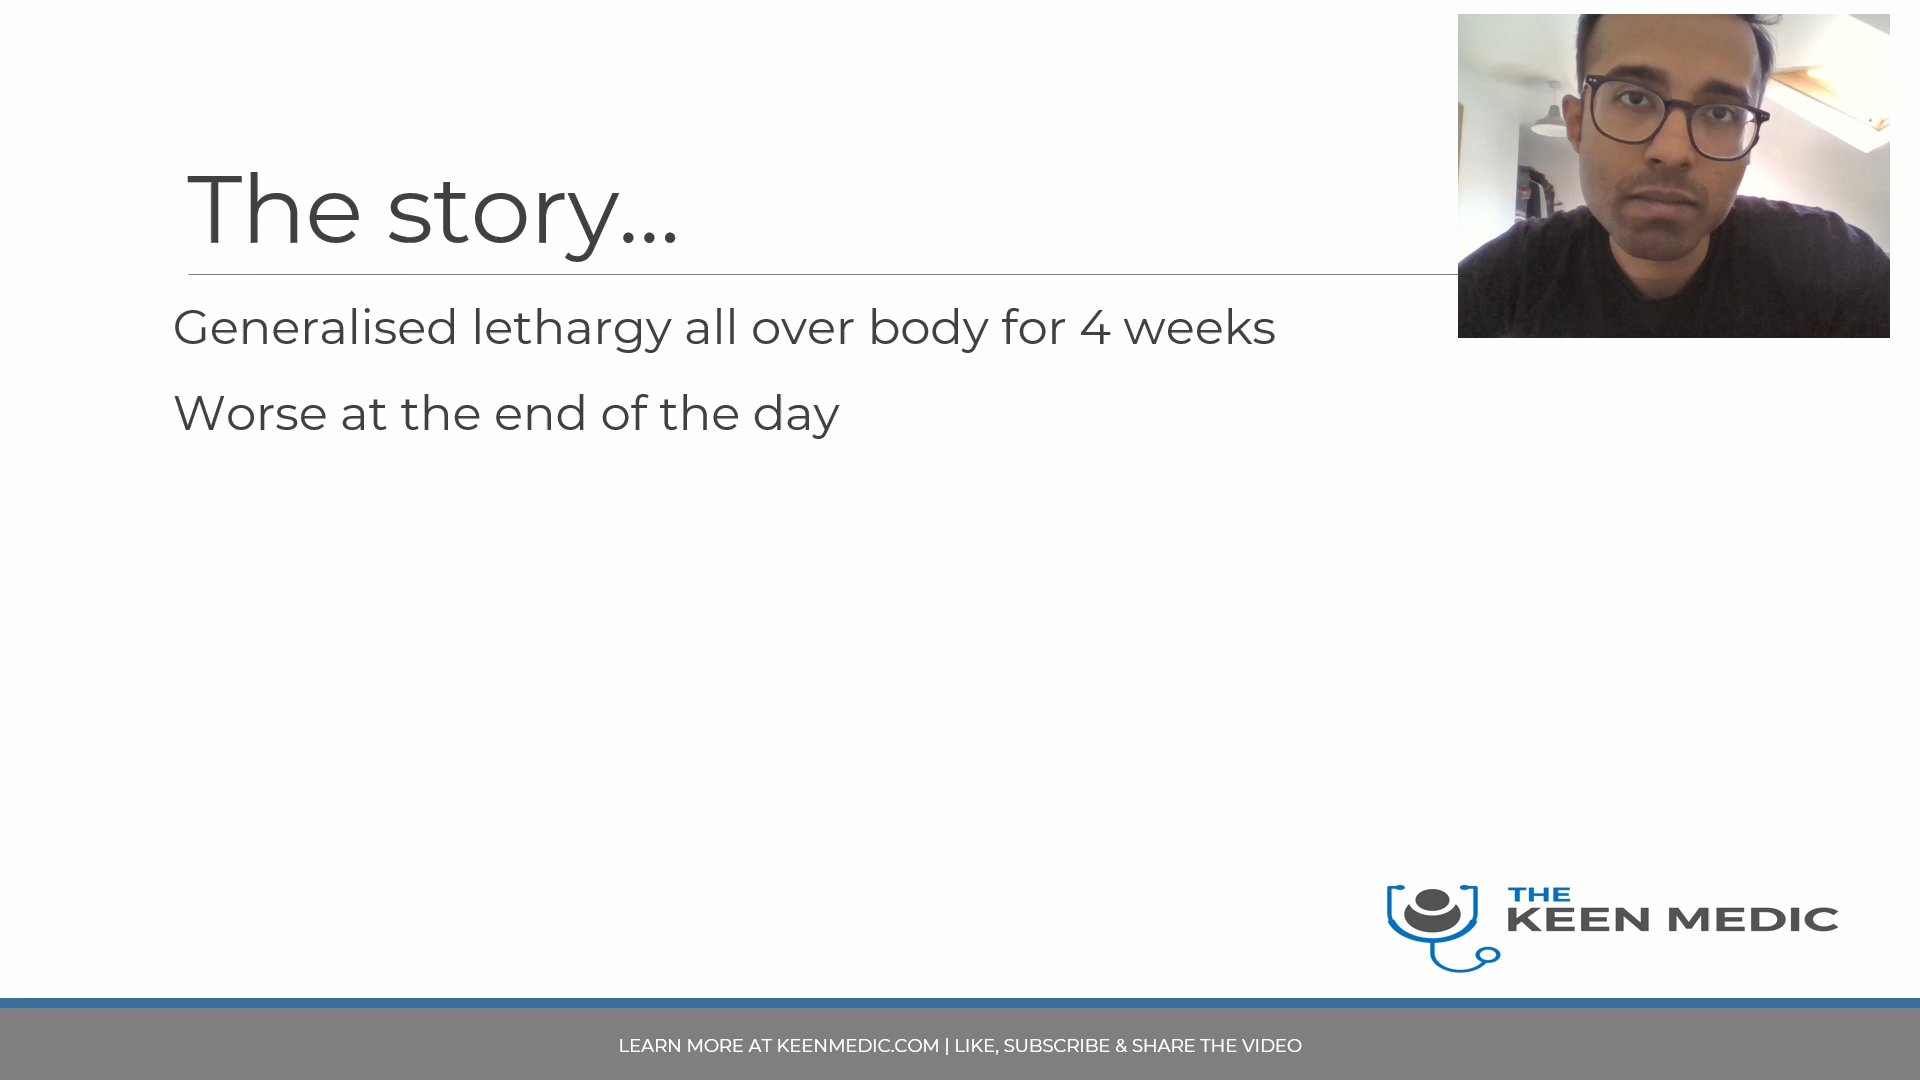 The story...
Generalised lethargy all over body for 4 weeks
Worse at the end of the day
THE
KEEN MEDIC
LEARN MORE AT KEENMEDIC.COM | LIKE, SUBSCRIBE & SHARE THE VIDEO